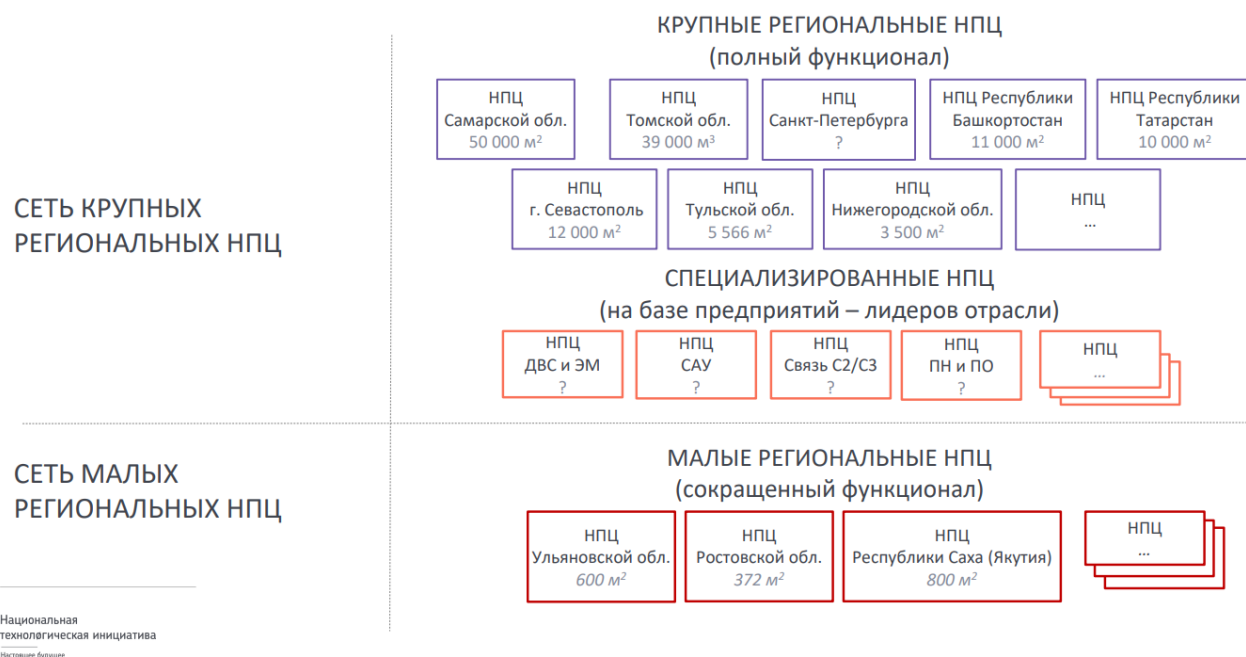 КРУПНЫЕ РЕГИОНАЛЬНЫЕ НПЦ
(полный функционал)
НПЦ
Самарской обл.
50 000 м²
НПЦ
Томской обл.
39 000 м³
НПЦ
Санкт-Петербурга
?
НПЦ Республики
Башкортостан
11 000 м²
НПЦ Республики
Татарстан
10 000 м²
СЕТЬ КРУПНЫХ
РЕГИОНАЛЬНЫХ НПЦ
НПЦ
г. Севастополь
12 000 м²
НПЦ
Тульской обл.
5 566 м²
НПЦ
Нижегородской обл.
3 500 м²
НПЦ
...
СПЕЦИАЛИЗИРОВАННЫЕ НПЦ
(на базе предприятий – лидеров отрасли)
НПЦ
ДВС и ЭМ
?
НПЦ
САУ
?
НПЦ
Связь С2/С3
?
НПЦ
ПН и ПО
?
НПЦ
...
СЕТЬ МАЛЫХ
РЕГИОНАЛЬНЫХ НПЦ
МАЛЫЕ РЕГИОНАЛЬНЫЕ НПЦ
(сокращенный функционал)
НПЦ
Ульяновской обл.
600 м²
НПЦ
Ростовской обл.
372 м²
НПЦ
Республики Саха (Якутия)
800 м²
НПЦ
...
Национальная
технологическая инициатива
Настоящее будущее